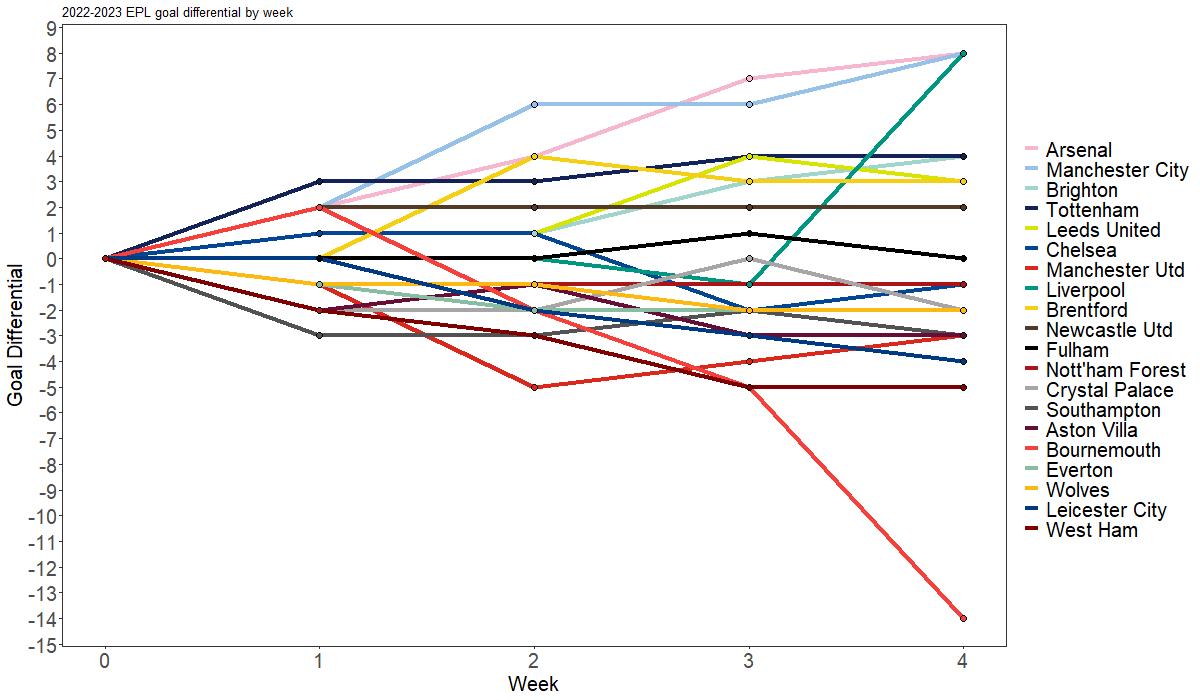 2022-2023 EPL goal differential by week
Goal Differential
9
8
7
6
5
4
3
2
1
0
-1
-2
-3
-4
-5
-6
-7
-8
-9
-10
-11
-12
-13
-14
-15
0 1 2 3 4
Week
Arsenal
Manchester City
Brighton
Tottenham
Leeds United
Chelsea
Manchester Utd
Liverpool
Brentford
Newcastle Utd
Fulham
Nott'ham Forest
Crystal Palace
Southampton
Aston Villa
Bournemouth
Everton
Wolves
Leicester City
West Ham